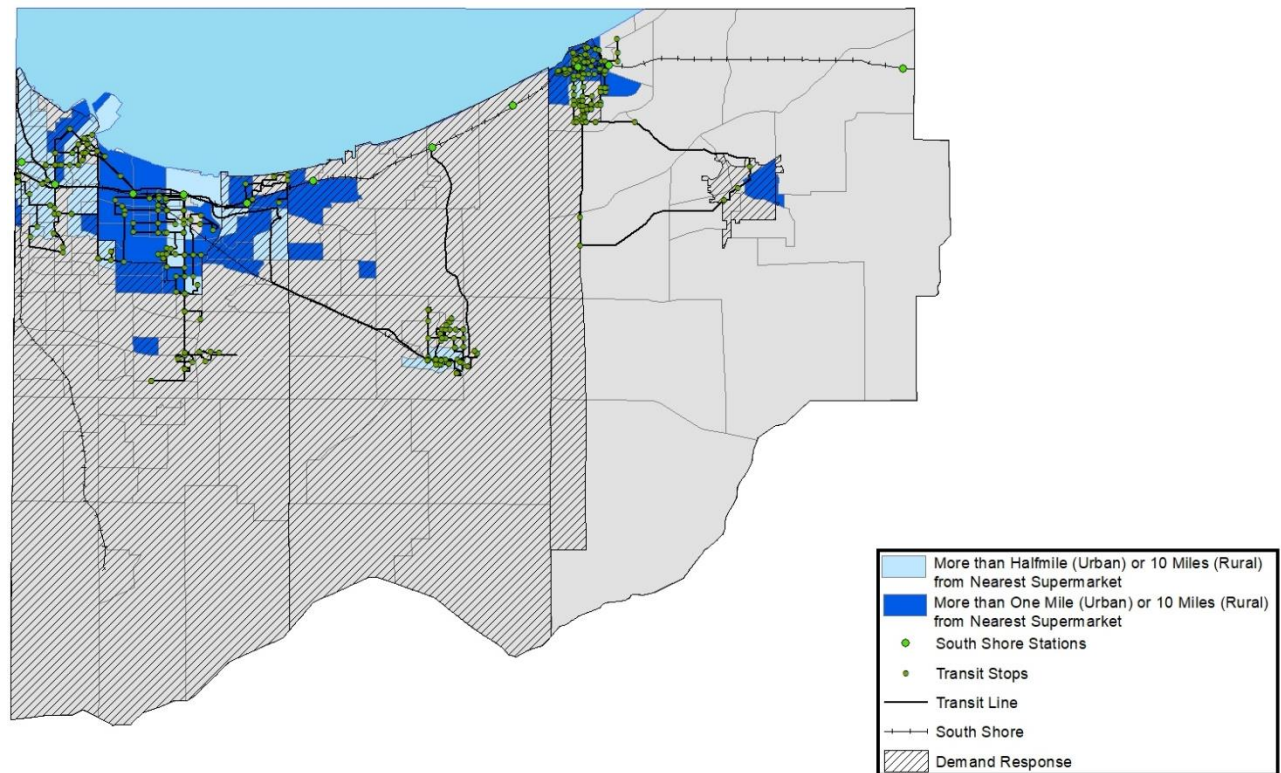 More than Halfmile (Urban) or 10 Miles (Rural)
from Nearest Supermarket
More than One Mile (Urban) or 10 Miles (Rural)
from Nearest Supermarket
South Shore Stations
Transit Stops
Transit Line
South Shore
Demand Response